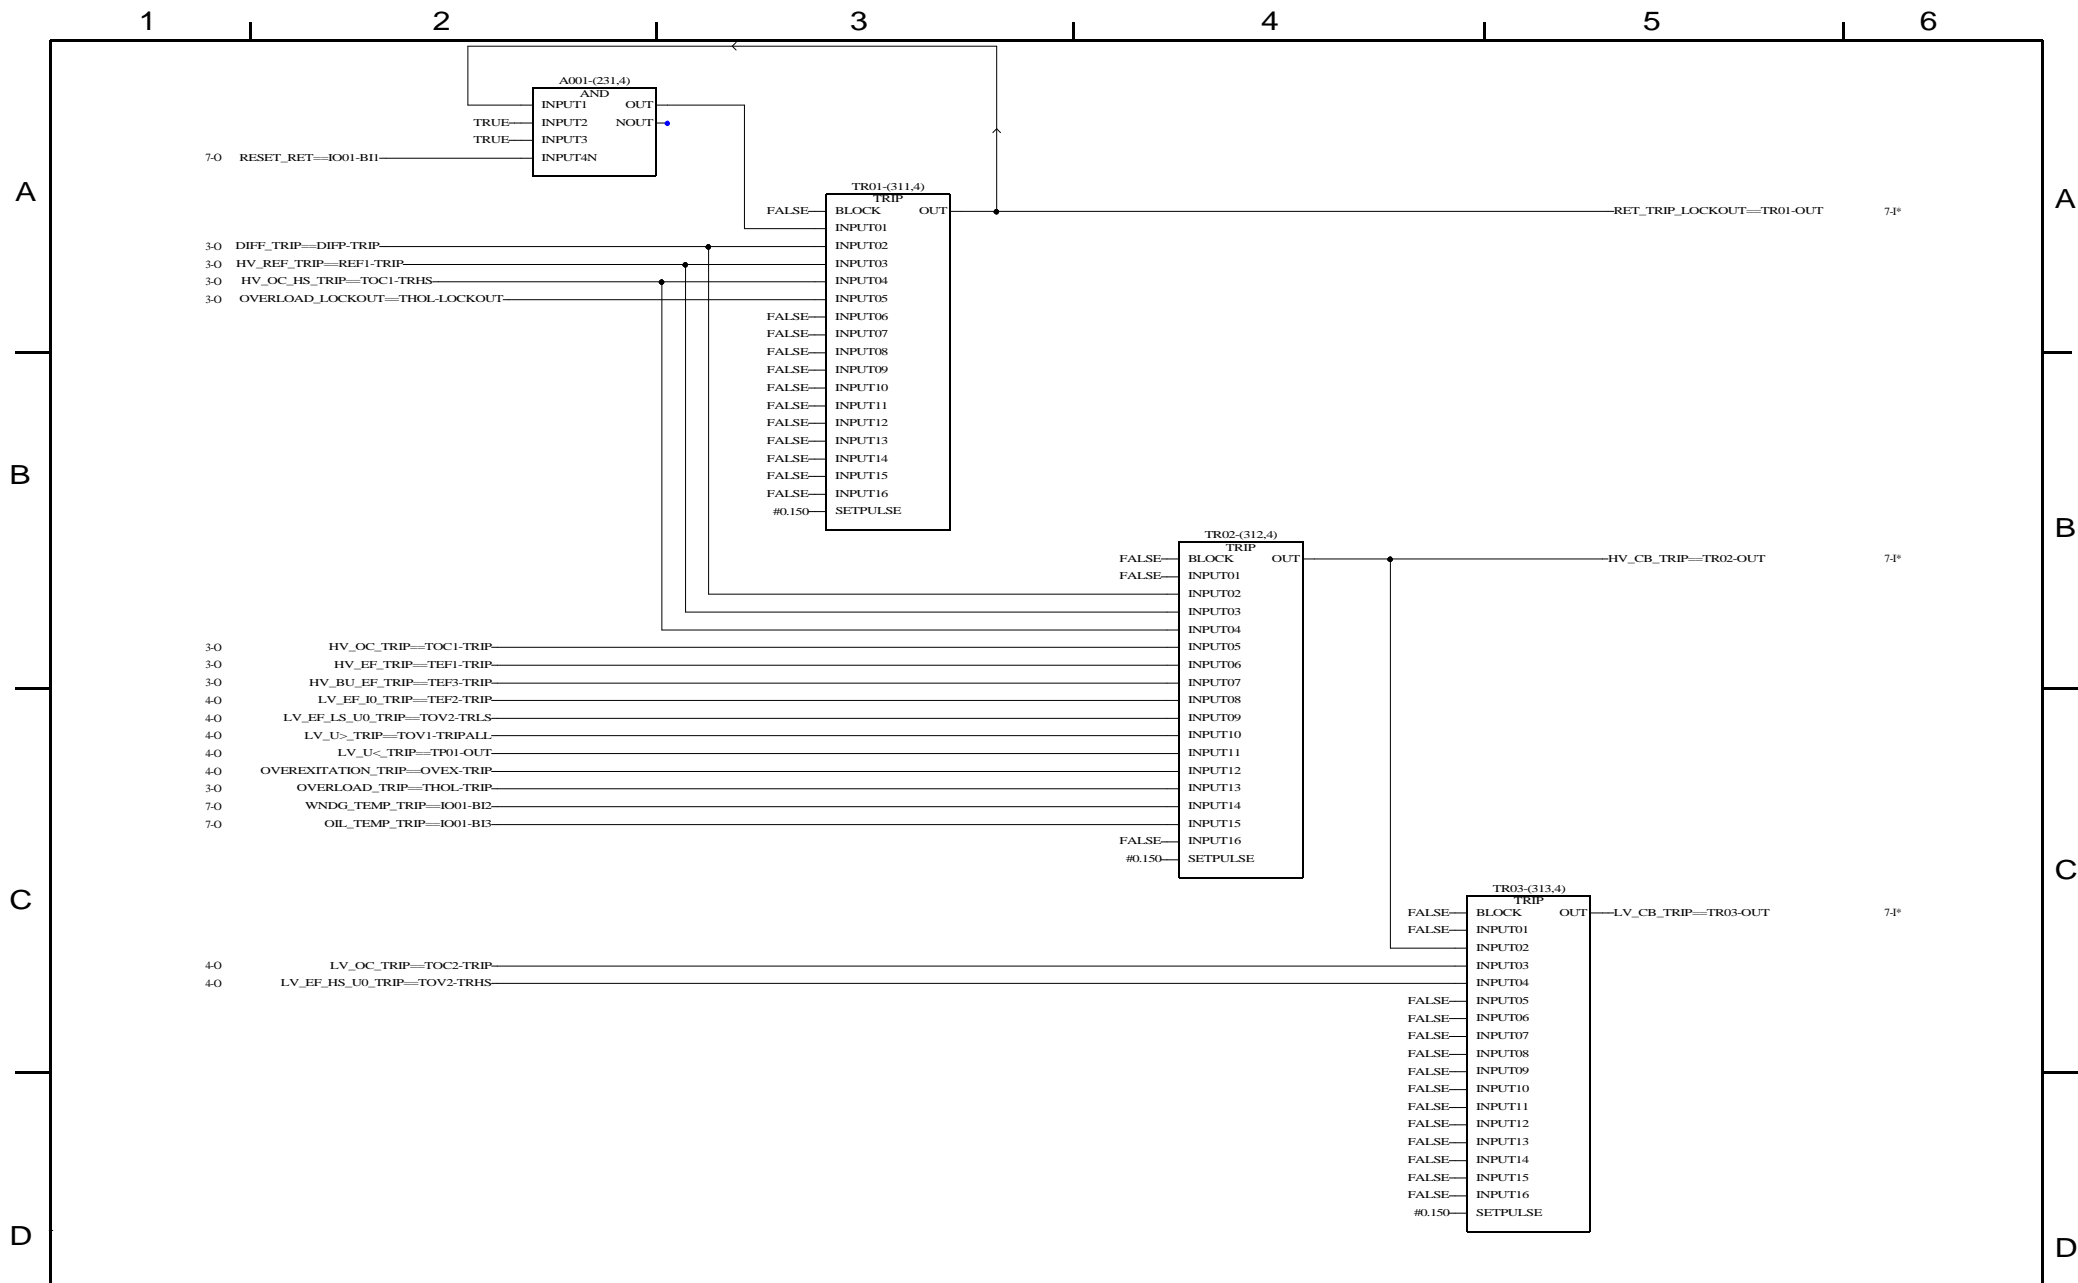 1 2 3 4 5 6
A001-(231,4)
AND
INPUT1 OUT
TRUE INPUT2 NOUT
TRUE INPUT3
7-O RESET_RET==IO01-BI1 INPUT4N
A A
TR01-(311,4)
TRIP
FALSE BLOCK OUT RET_TRIP_LOCKOUT==TR01-OUT 7-I*
INPUT01
3-O DIFF_TRIP==DIFP-TRIP INPUT02
3-O HV_REF_TRIP==REF1-TRIP INPUT03
3-O HV_OC_HS_TRIP==TOC1-TRHS INPUT04
3-O OVERLOAD_LOCKOUT==THOL-LOCKOUT INPUT05
FALSE INPUT06
FALSE INPUT07
FALSE INPUT08
FALSE INPUT09
FALSE INPUT10
FALSE INPUT11
FALSE INPUT12
FALSE INPUT13
FALSE INPUT14
B FALSE INPUT15
FALSE INPUT16
#0.150 SETPULSE
B
TR02-(312,4)
TRIP
FALSE BLOCK OUT HV_CB_TRIP==TR02-OUT 7-I*
FALSE INPUT01
INPUT02
INPUT03
INPUT04
3-O HV_OC_TRIP==TOC1-TRIP INPUT05
3-O HV_EF_TRIP==TEF1-TRIP INPUT06
3-O HV_BU_EF_TRIP==TEF3-TRIP INPUT07
4-O LV_EF_I0_TRIP==TEF2-TRIP INPUT08
4-O LV_EF_LS_U0_TRIP==TOV2-TRLS INPUT09
4-O LV_U>_TRIP==TOV1-TRIPALL INPUT10
4-O LV_U<_TRIP==TP01-OUT INPUT11
4-O OVEREXITATION_TRIP==OVEX-TRIP INPUT12
3-O OVERLOAD_TRIP==THOL-TRIP INPUT13
7-O WNDG_TEMP_TRIP==IO01-BI2 INPUT14
7-O OIL_TEMP_TRIP==IO01-BI3 INPUT15
FALSE INPUT16
#0.150 SETPULSE
C C
TR03-(313,4)
TRIP
FALSE BLOCK OUT LV_CB_TRIP==TR03-OUT 7-I*
FALSE INPUT01
INPUT02
4-O LV_OC_TRIP==TOC2-TRIP INPUT03
4-O LV_EF_HS_U0_TRIP==TOV2-TRHS INPUT04
FALSE INPUT05
FALSE INPUT06
FALSE INPUT07
FALSE INPUT08
FALSE INPUT09
FALSE INPUT10
FALSE INPUT11
FALSE INPUT12
FALSE INPUT13
FALSE INPUT14
FALSE INPUT15
FALSE INPUT16
#0.150 SETPULSE
D D